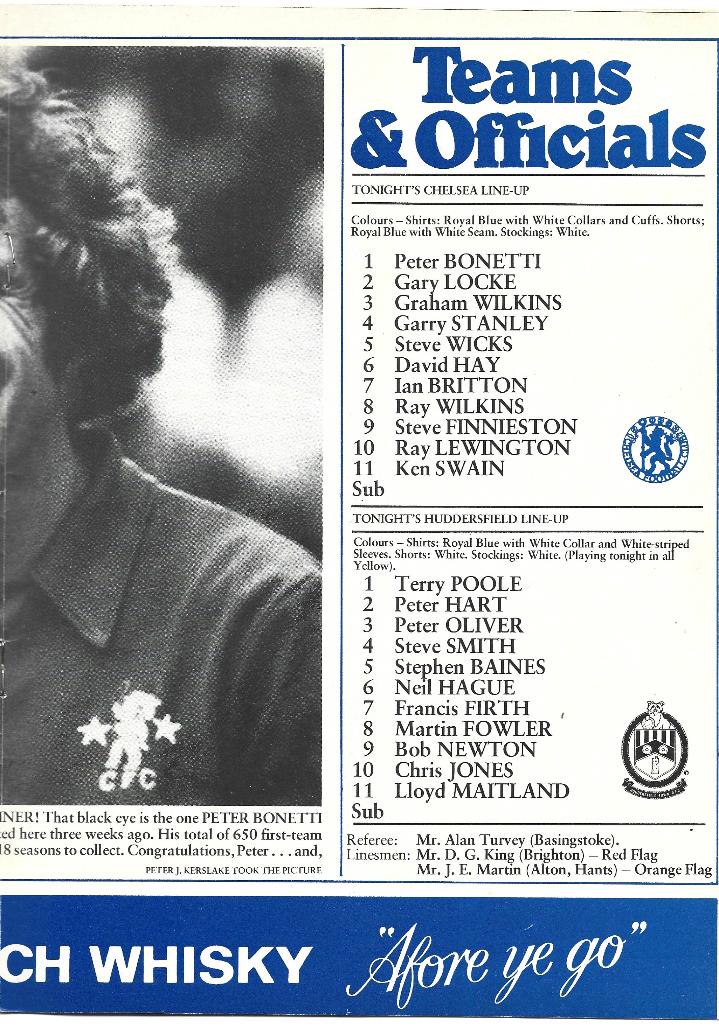 INER! That black eye is the one PETER BONETTI
ed here three weeks ago. His total of 650 first-team
18 seasons to collect. Congratulations, Peter . . . and,
PETER J. KERSLAKE TOOK THE PICTURE
CFC
Teams
& Officials
TONIGHT'S CHELSEA LINE-UP
Colours – Shirts: Royal Blue with White Collars and Cuffs. Shorts;
Royal Blue with White Seam. Stockings: White.
1 Peter BONETTI
2 Gary LOCKE
3 Graham WILKINS
4 Garry STANLEY
5 Steve WICKS
6 David HAY
7 Ian BRITTON
8 Ray WILKINS
9 Steve FINNIESTON
10 Ray LEWINGTON
11 Ken SWAIN
Sub
CHELSEA FOOTBALL
TONIGHT'S HUDDERSFIELD LINE-UP
Colours – Shirts: Royal Blue with White Collar and White-striped
Sleeves. Shorts: White. Stockings: White. (Playing tonight in all
Yellow).
1 Terry POOLE
2 Peter HART
3 Peter OLIVER
4 Steve SMITH
5 Stephen BAINES
6 Neil HAGUE
7 Francis FIRTH
8 Martin FOWLER
9 Bob NEWTON
10 Chris JONES
11 Lloyd MAITLAND
Sub
Referee: Mr. Alan Turvey (Basingstoke).
Linesmen: Mr. D. G. King (Brighton) – Red Flag
Mr. J. E. Martin (Alton, Hants) – Orange Flag
CH WHISKY "Afore ye go"